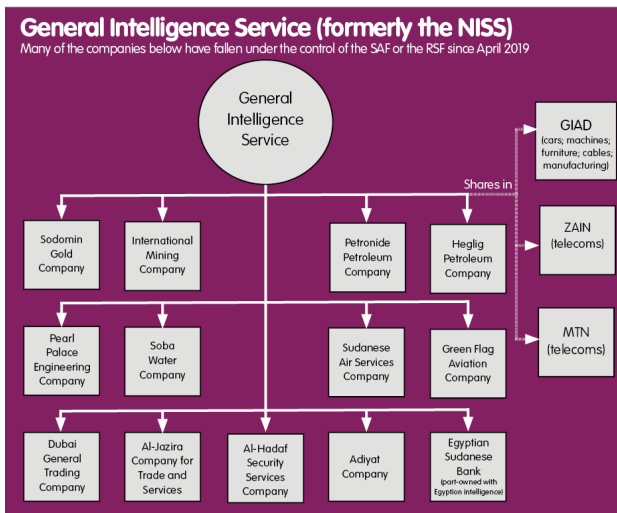 General Intelligence Service (formerly the NISS)
Many of the companies below have fallen under the control of the SAF or the RSF since April 2019
General
Intelligence
Service
GIAD
(cars; machines;
furniture; cables;
manufacturing)
Shares in
Sodomin
Gold
Company
International
Mining
Company
Petronide
Petroleum
Company
Heglig
Petroleum
Company
ZAIN
(telecoms)
Pearl
Palace
Engineering
Company
Soba
Water
Company
Sudanese
Air Services
Company
Green Flag
Aviation
Company
MTN
(telecoms)
Dubai
General
Trading
Company
Al-Jazira
Company for
Trade and
Services
Al-Hadaf
Security
Services
Company
Adiyat
Company
Egyptian
Sudanese
Bank
(part-owned with
Egyption intelligence)